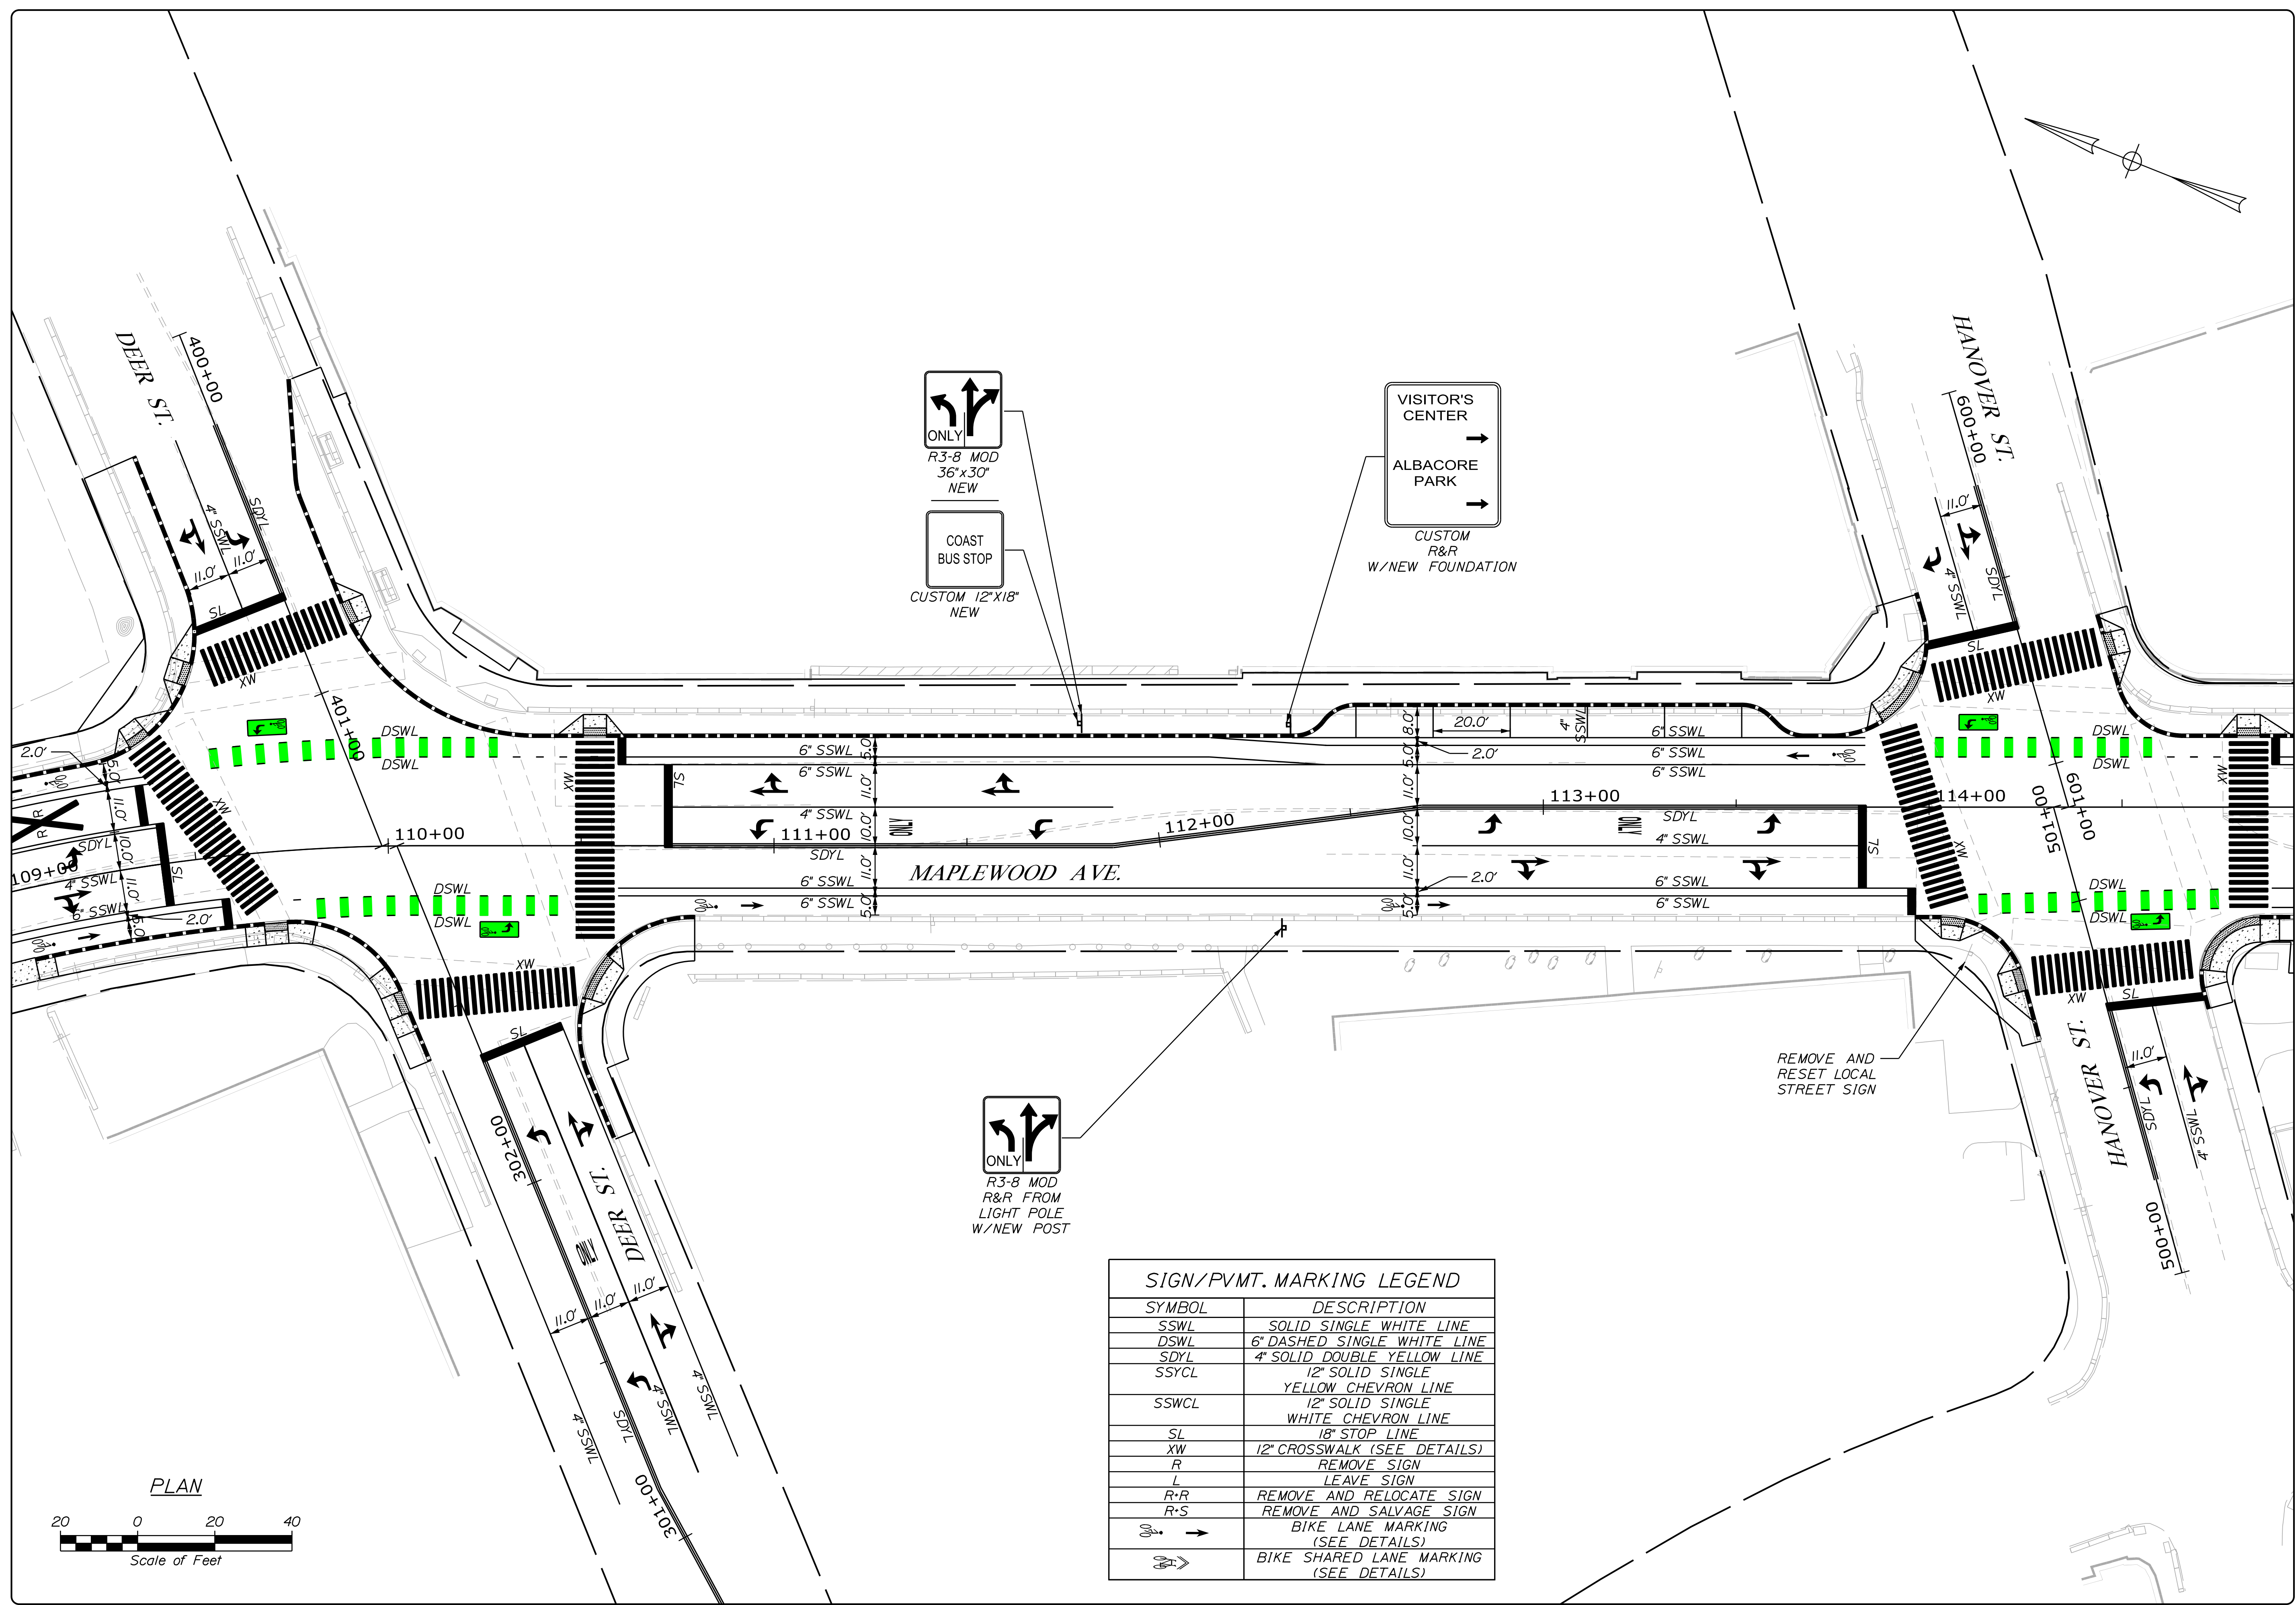 DEER ST.
400+00
SDYL
4" SSWL
11.0'
11.0'
SL
XW
401+00
ONLY
R3-8 MOD
36"x30"
NEW
COAST
BUS STOP
CUSTOM 12"X18"
NEW
VISITOR'S
CENTER
ALBACORE
PARK
CUSTOM
R&R
W/NEW FOUNDATION
HANOVER ST.
600+00
11.0'
4" SSWL
SDYL
SL
XW
601+00
501+00
2.0'
5.0'
11.0'
10.0'
11.0'
5.0'
R R
SDYL
109+00
4" SSWL
6" SSWL
2.0'
SL
XW
DSWL
DSWL
110+00
DSWL
DSWL
XW
SL
6" SSWL
6" SSWL
5.0'
11.0'
4" SSWL
10.0'
ONLY
111+00
SDYL
112+00
11.0'
MAPLEWOOD AVE.
6" SSWL
6" SSWL
5.0'
8.0'
20.0'
4"
SSWL
6" SSWL
5.0'
2.0'
6" SSWL
6" SSWL
11.0'
113+00
SDYL
10.0'
ONLY
4" SSWL
11.0'
2.0'
6" SSWL
6" SSWL
5.0'
SL
XW
114+00
DSWL
DSWL
DSWL
DSWL
XW
XW
SL
302+00
ONLY
DEER ST.
11.0'
11.0'
11.0'
4" SSWL
SDYL
4" SSWL
4" SSWL
301+00
ONLY
R3-8 MOD
R&R FROM
LIGHT POLE
W/NEW POST
REMOVE AND
RESET LOCAL
STREET SIGN
XW
SL
HANOVER ST.
11.0'
SDYL
4" SSWL
500+00
SIGN/PVMT. MARKING LEGEND
SYMBOL DESCRIPTION
SSWL SOLID SINGLE WHITE LINE
DSWL 6" DASHED SINGLE WHITE LINE
SDYL 4" SOLID DOUBLE YELLOW LINE
SSYCL 12" SOLID SINGLE
YELLOW CHEVRON LINE
SSWCL 12" SOLID SINGLE
WHITE CHEVRON LINE
SL 18" STOP LINE
XW 12" CROSSWALK (SEE DETAILS)
R REMOVE SIGN
L LEAVE SIGN
R+R REMOVE AND RELOCATE SIGN
R+S REMOVE AND SALVAGE SIGN
BIKE LANE MARKING
(SEE DETAILS)
BIKE SHARED LANE MARKING
(SEE DETAILS)
PLAN
20 0 20 40
Scale of Feet